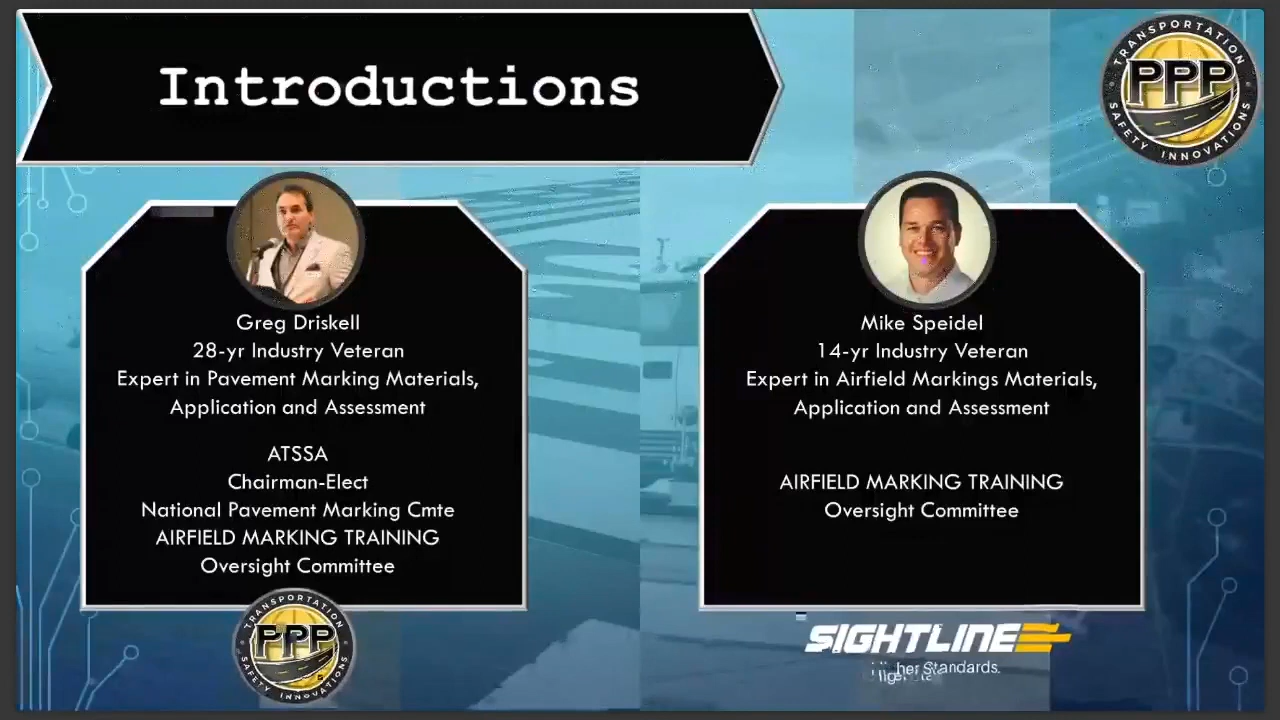 Introductions
TRANSPORTATION
PPP
SAFETY INNOVATIONS
Greg Driskell
28-yr Industry Veteran
Expert in Pavement Marking Materials,
Application and Assessment
ATSSA
Chairman-Elect
National Pavement Marking Cmte
AIRFIELD MARKING TRAINING
Oversight Committee
TRANSPORTATION
PPP
SAFETY INNOVATIONS
Mike Speidel
14-yr Industry Veteran
Expert in Airfield Markings Materials,
Application and Assessment
AIRFIELD MARKING TRAINING
Oversight Committee
SIGHTLINE
Standards.